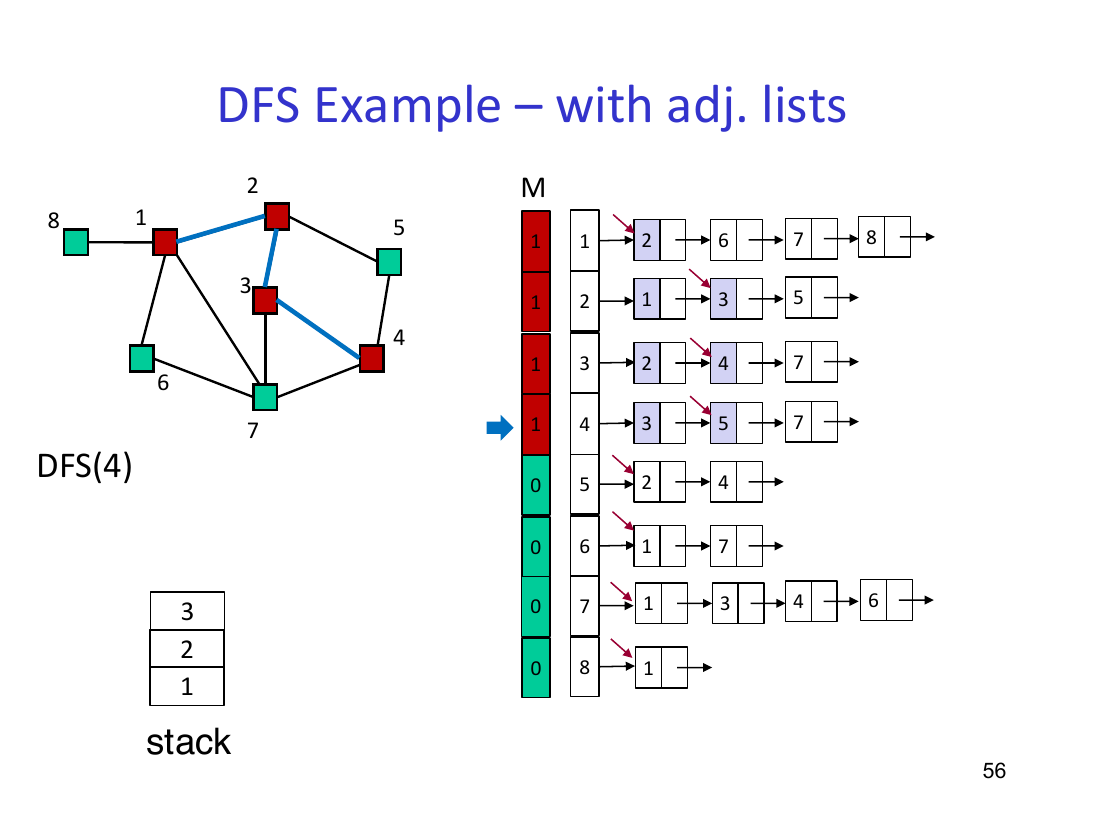 DFS Example – with adj. lists
M
2
8
1
5
3
4
6
7
DFS(4)
1 1 2 6 7 8
1 2 1 3 5
1 3 2 4 7
1 4 3 5 7
0 5 2 4
0 6 1 7
0 7 1 3 4 6
0 8 1
3
2
1
stack
56